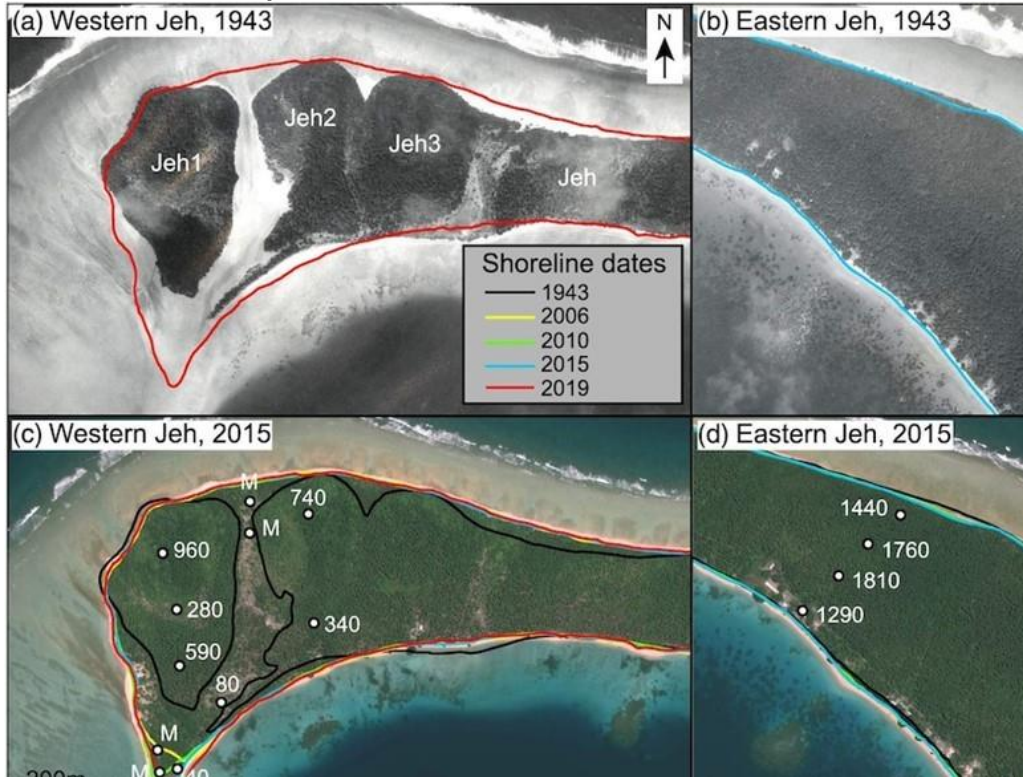 (a) Western Jeh, 1943
N
Jeh1
Jeh2
Jeh3
Jeh
Shoreline dates
1943
2006
2010
2015
2019
(b) Eastern Jeh, 1943
(c) Western Jeh, 2015
M
740
M
960
280
340
590
80
M
M
(d) Eastern Jeh, 2015
1440
1760
1810
1290